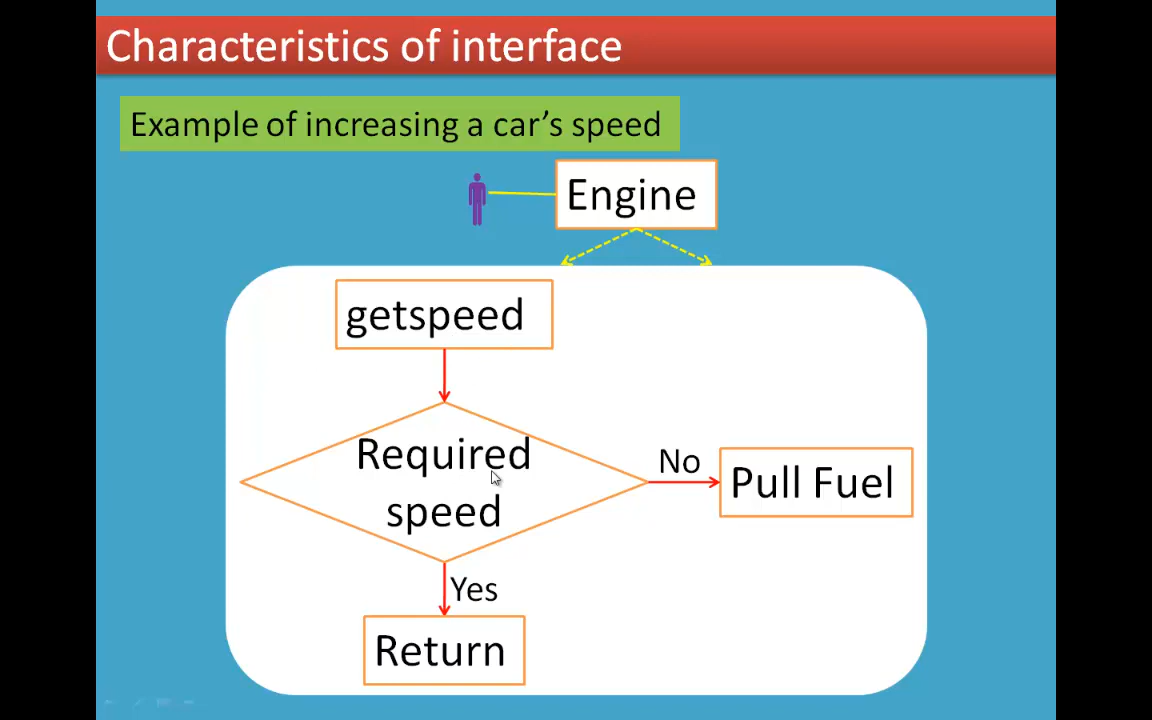 Characteristics of interface
Example of increasing a car's speed
Engine
getspeed
Required
speed
No
Pull Fuel
Yes
Return